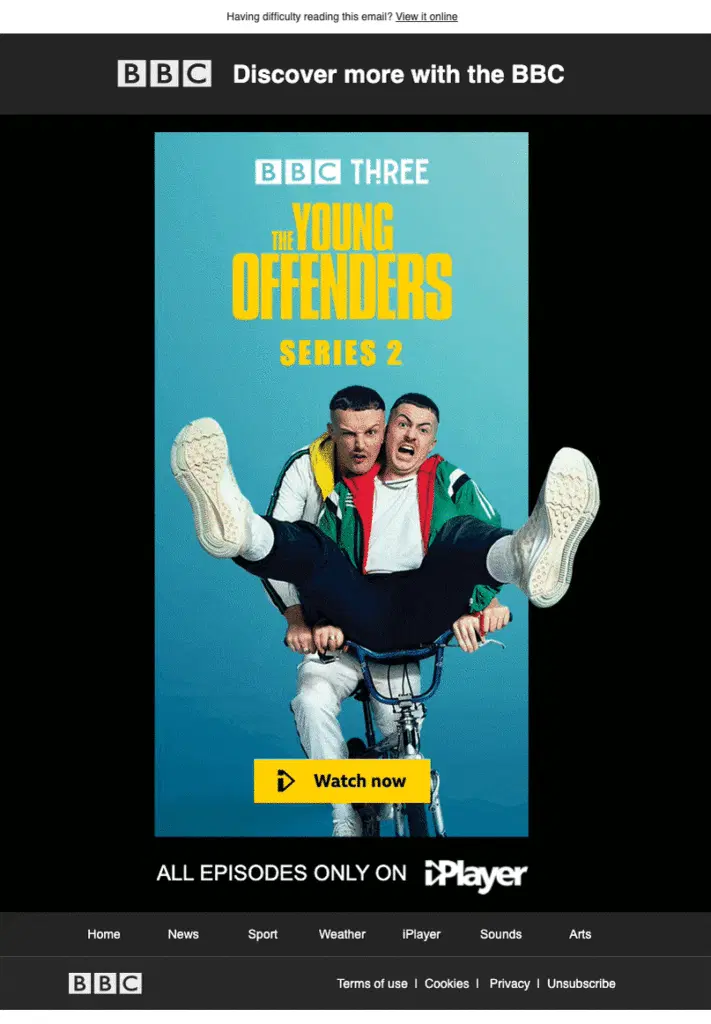 Having difficulty reading this email? View it online
BBC Discover more with the BBC
BBC THREE
THE YOUNG
OFFENDERS
SERIES 2
Watch now
ALL EPISODES ONLY ON iPlayer
Home News Sport Weather iPlayer Sounds Arts
BBC Terms of use | Cookies | Privacy | Unsubscribe